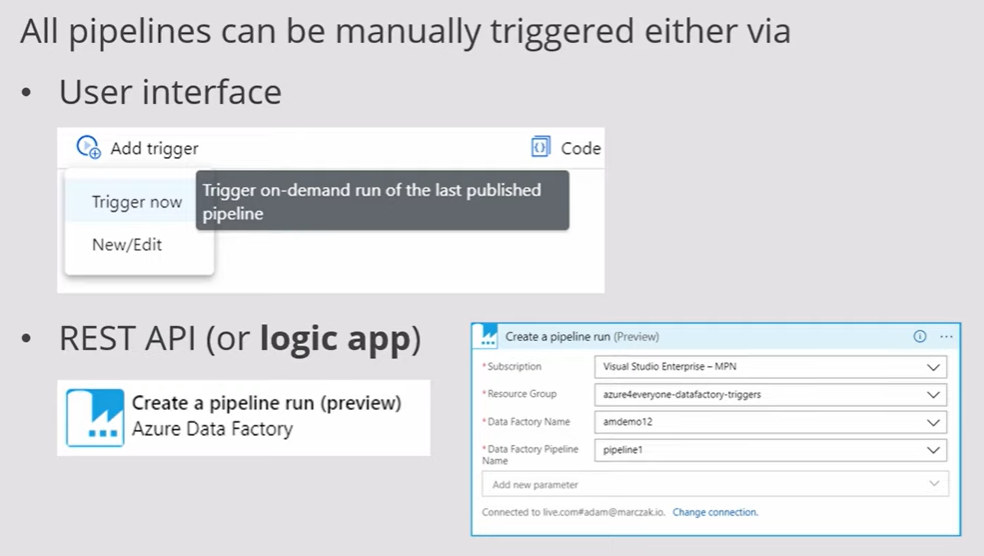 All pipelines can be manually triggered either via
• User interface
Add trigger
Code
Trigger now
Trigger on-demand run of the last published
pipeline
New/Edit
• REST API (or logic app)
Create a pipeline run (preview)
Azure Data Factory
Create a pipeline run (Preview)
* Subscription
Visual Studio Enterprise – MPN
* Resource Group
azure4everyone-datafactory-triggers
* Data Factory Name
amdemo12
* Data Factory Pipeline
Name
pipeline1
Add new parameter
Connected to live.com#adam@marczak.io. Change connection.